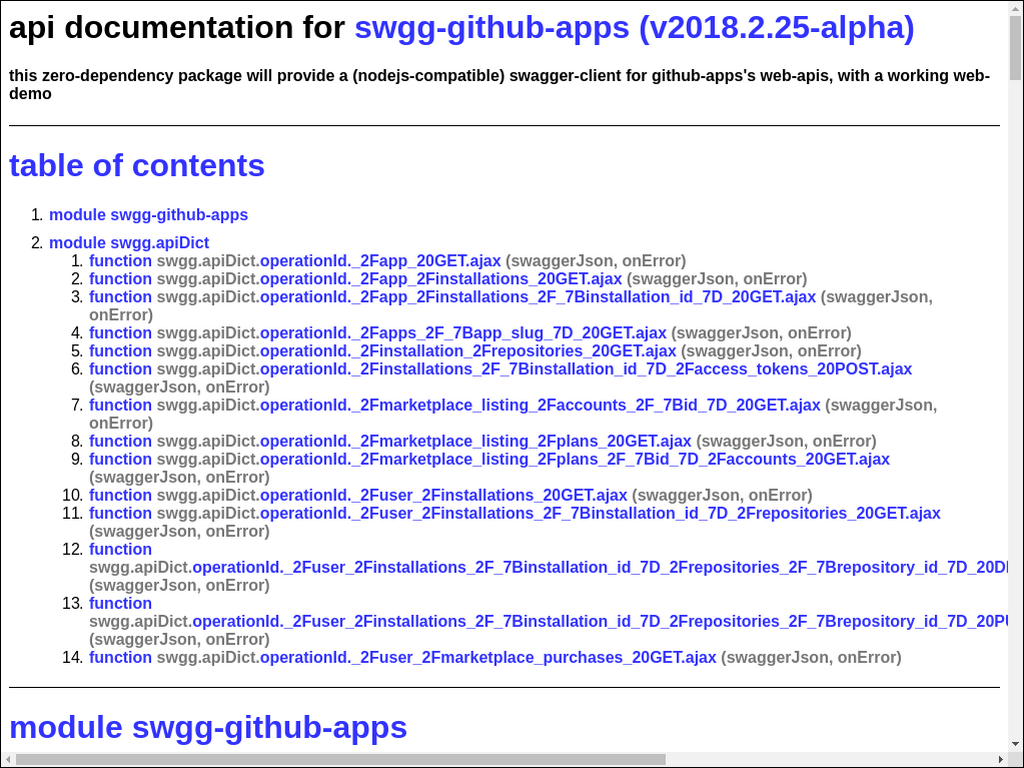 api documentation for swgg-github-apps (v2018.2.25-alpha)
this zero-dependency package will provide a (nodejs-compatible) swagger-client for github-apps's web-apis, with a working web-
demo
table of contents
1. module swgg-github-apps
2. module swgg.apiDict
1. function swgg.apiDict.operationId._2Fapp_20GET.ajax (swaggerJson, onError)
2. function swgg.apiDict.operationId._2Fapp_2Finstallations_20GET.ajax (swaggerJson, onError)
3. function swgg.apiDict.operationId._2Fapp_2Finstallations_2F_7Binstallation_id_7D_20GET.ajax (swaggerJson,
onError)
4. function swgg.apiDict.operationId._2Fapps_2F_7Bapp_slug_7D_20GET.ajax (swaggerJson, onError)
5. function swgg.apiDict.operationId._2Finstallation_2Frepositories_20GET.ajax (swaggerJson, onError)
6. function swgg.apiDict.operationId._2Finstallations_2F_7Binstallation_id_7D_2Faccess_tokens_20POST.ajax
(swaggerJson, onError)
7. function swgg.apiDict.operationId._2Fmarketplace_listing_2Faccounts_2F_7Bid_7D_20GET.ajax (swaggerJson,
onError)
8. function swgg.apiDict.operationId._2Fmarketplace_listing_2Fplans_20GET.ajax (swaggerJson, onError)
9. function swgg.apiDict.operationId._2Fmarketplace_listing_2Fplans_2F_7Bid_7D_2Faccounts_20GET.ajax
(swaggerJson, onError)
10. function swgg.apiDict.operationId._2Fuser_2Finstallations_20GET.ajax (swaggerJson, onError)
11. function swgg.apiDict.operationId._2Fuser_2Finstallations_2F_7Binstallation_id_7D_2Frepositories_20GET.ajax
(swaggerJson, onError)
12. function
swgg.apiDict.operationId._2Fuser_2Finstallations_2F_7Binstallation_id_7D_2Frepositories_2F_7Brepository_id_7D_20D
(swaggerJson, onError)
13. function
swgg.apiDict.operationId._2Fuser_2Finstallations_2F_7Binstallation_id_7D_2Frepositories_2F_7Brepository_id_7D_20P
(swaggerJson, onError)
14. function swgg.apiDict.operationId._2Fuser_2Fmarketplace_purchases_20GET.ajax (swaggerJson, onError)
module swgg-github-apps